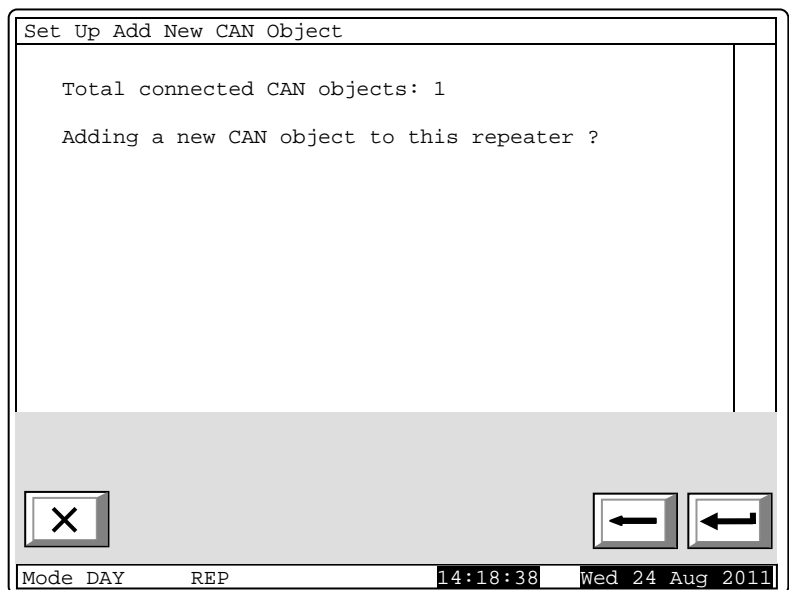 Set Up Add New CAN Object
Total connected CAN objects: 1
Adding a new CAN object to this repeater ?
Mode DAY REP 14:18:38 Wed 24 Aug 2011